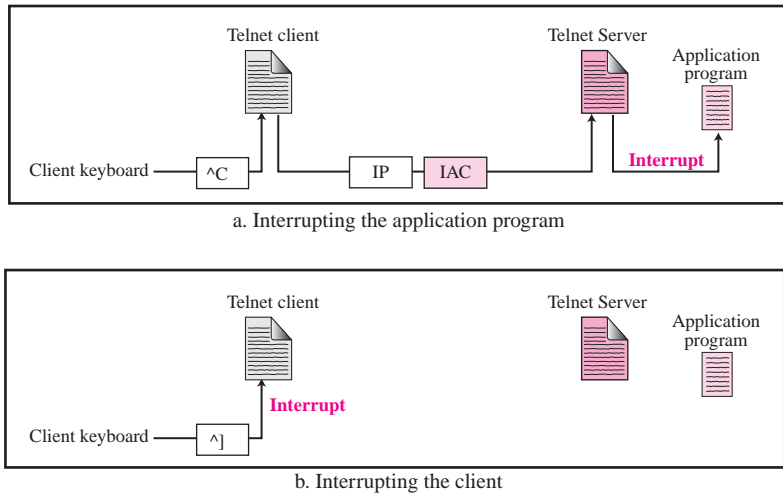 Telnet client
Telnet Server
Application
program
Client keyboard
^C
IP
IAC
Interrupt
a. Interrupting the application program
Telnet client
Telnet Server
Application
program
Interrupt
Client keyboard
^]
b. Interrupting the client